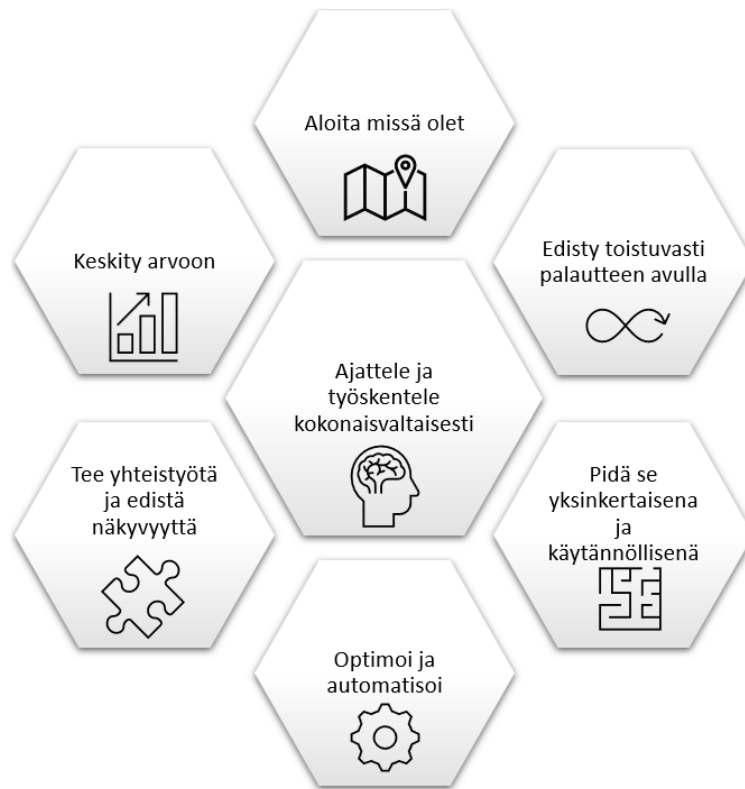 Aloita missä olet
Keskity arvoon
Edisty toistuvasti
palautteen avulla
Ajattele ja
työskentele
kokonaisvaltaisesti
Tee yhteistyötä
ja edistä
näkyvyyttä
Pidä se
yksinkertaisena
ja
käytännöllisenä
Optimoi ja
automatisoi